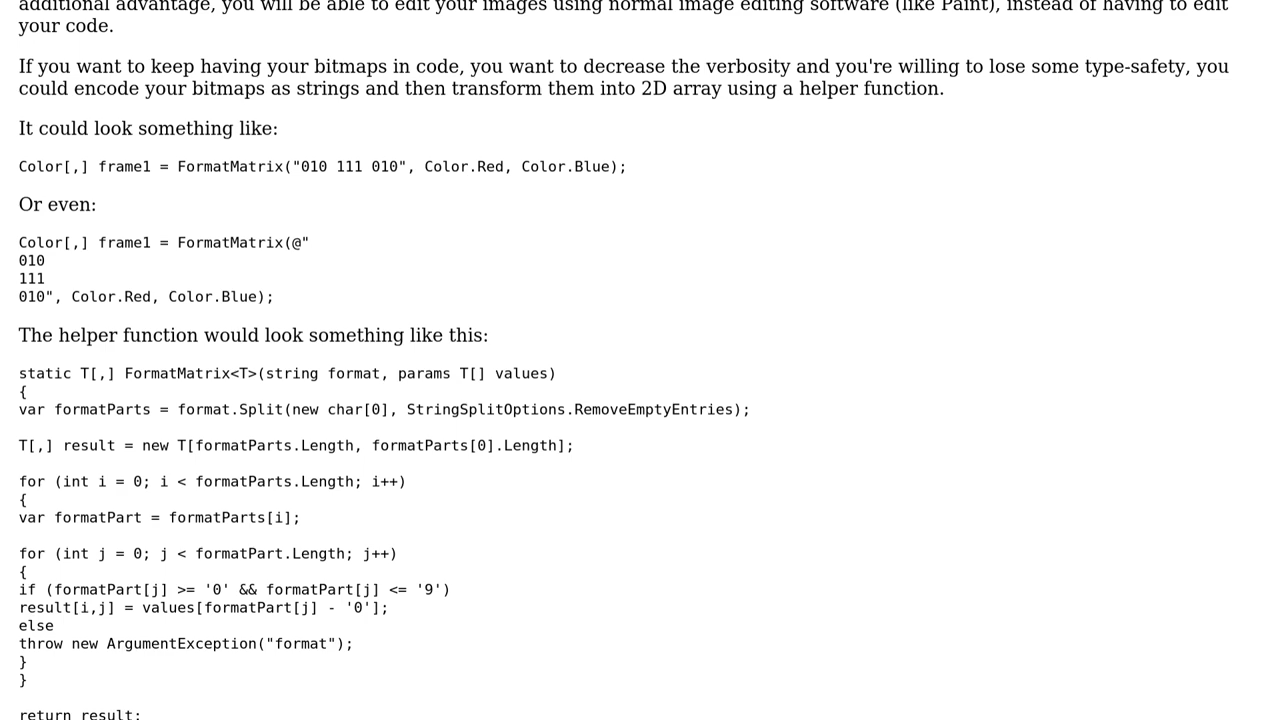 additional advantage, you will be able to edit your images using normal image editing software (like Paint), instead of having to edit
your code.
If you want to keep having your bitmaps in code, you want to decrease the verbosity and you're willing to lose some type-safety, you
could encode your bitmaps as strings and then transform them into 2D array using a helper function.
It could look something like:
Color[,] frame1 = FormatMatrix("010 111 010", Color.Red, Color.Blue);
Or even:
Color[,] frame1 = FormatMatrix(@"
010
111
010", Color.Red, Color.Blue);
The helper function would look something like this:
static T[,] FormatMatrix<T>(string format, params T[] values)
{
var formatParts = format.Split(new char[0], StringSplitOptions.RemoveEmptyEntries);
T[,] result = new T[formatParts.Length, formatParts[0].Length];
for (int i = 0; i < formatParts.Length; i++)
{
var formatPart = formatParts[i];
for (int j = 0; j < formatPart.Length; j++)
{
if (formatPart[j] >= '0' && formatPart[j] <= '9')
result[i,j] = values[formatPart[j] - '0'];
else
throw new ArgumentException("format");
}
}
return result;